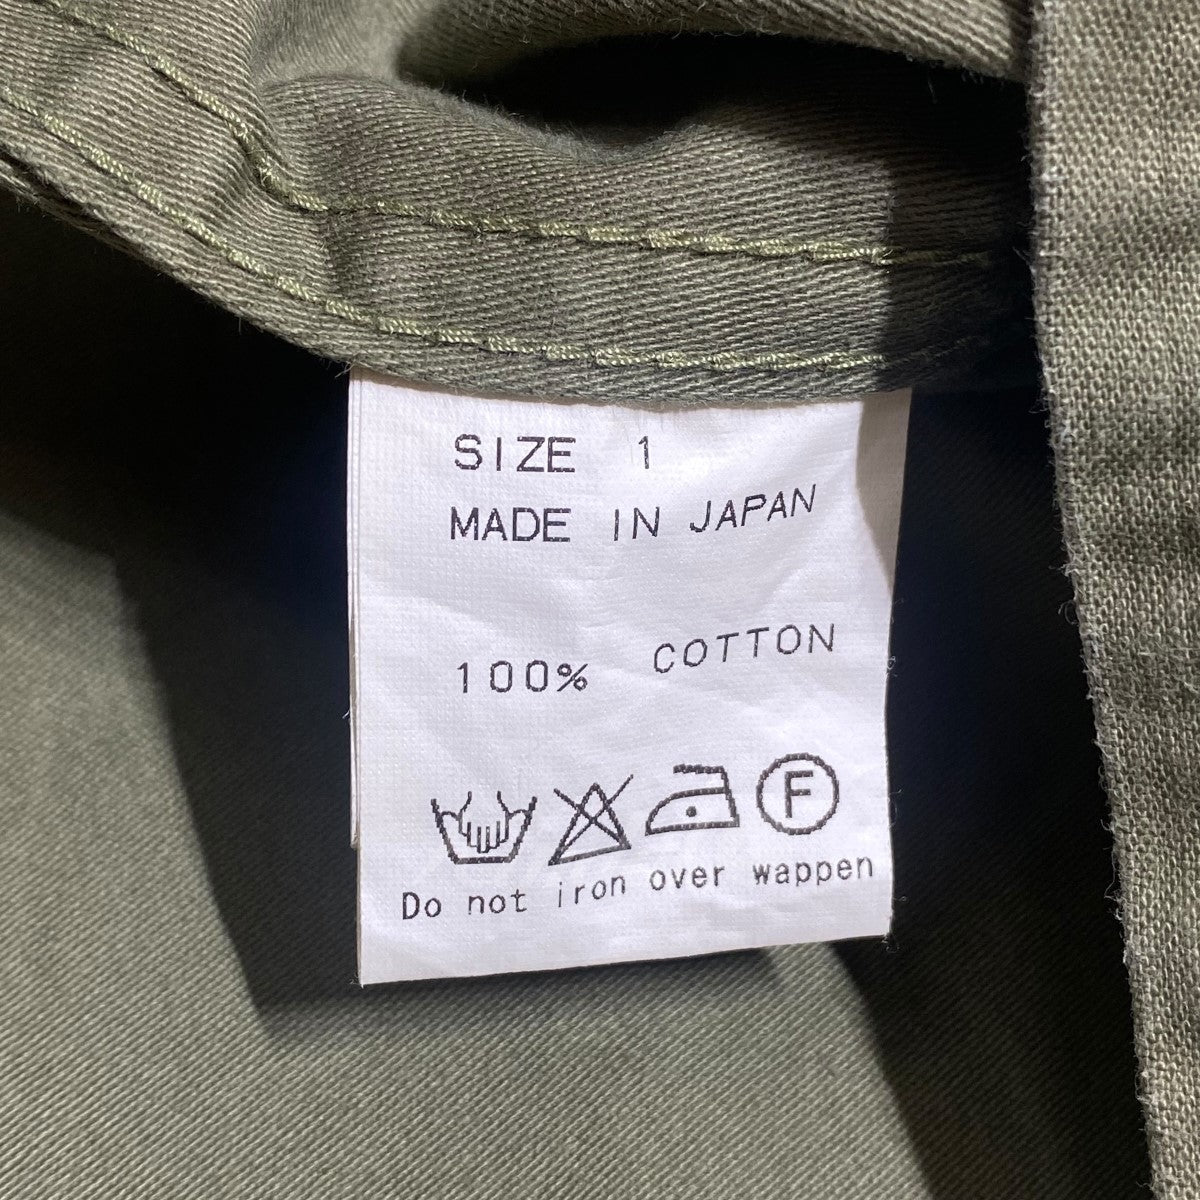 SIZE 1
MADE IN JAPAN
100% COTTON
F
Do not iron over wappen